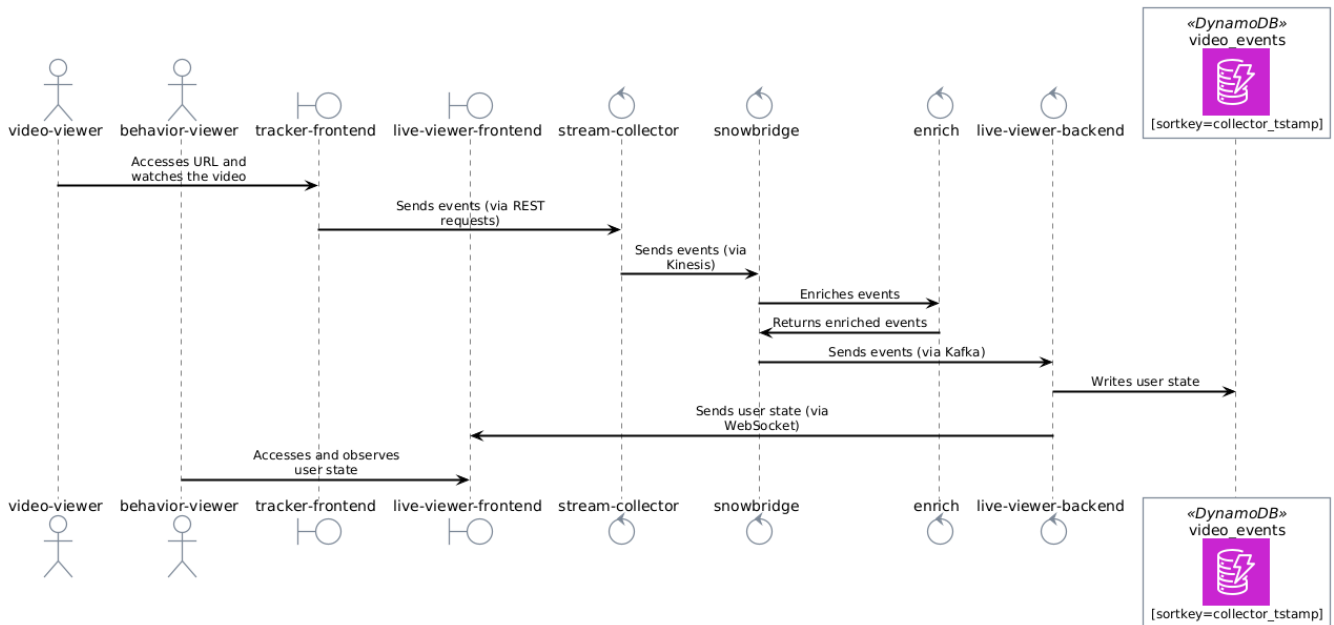 «DynamoDB»
video_events
[sortkey=collector_tstamp]
video-viewer
behavior-viewer
tracker-frontend
live-viewer-frontend
stream-collector
snowbridge
enrich
live-viewer-backend
Accesses URL and
watches the video
Sends events (via REST
requests)
Sends events (via
Kinesis)
Enriches events
Returns enriched events
Sends events (via Kafka)
Writes user state
Sends user state (via
WebSocket)
Accesses and observes
user state
video-viewer
behavior-viewer
tracker-frontend
live-viewer-frontend
stream-collector
snowbridge
enrich
live-viewer-backend
«DynamoDB»
video_events
[sortkey=collector_tstamp]